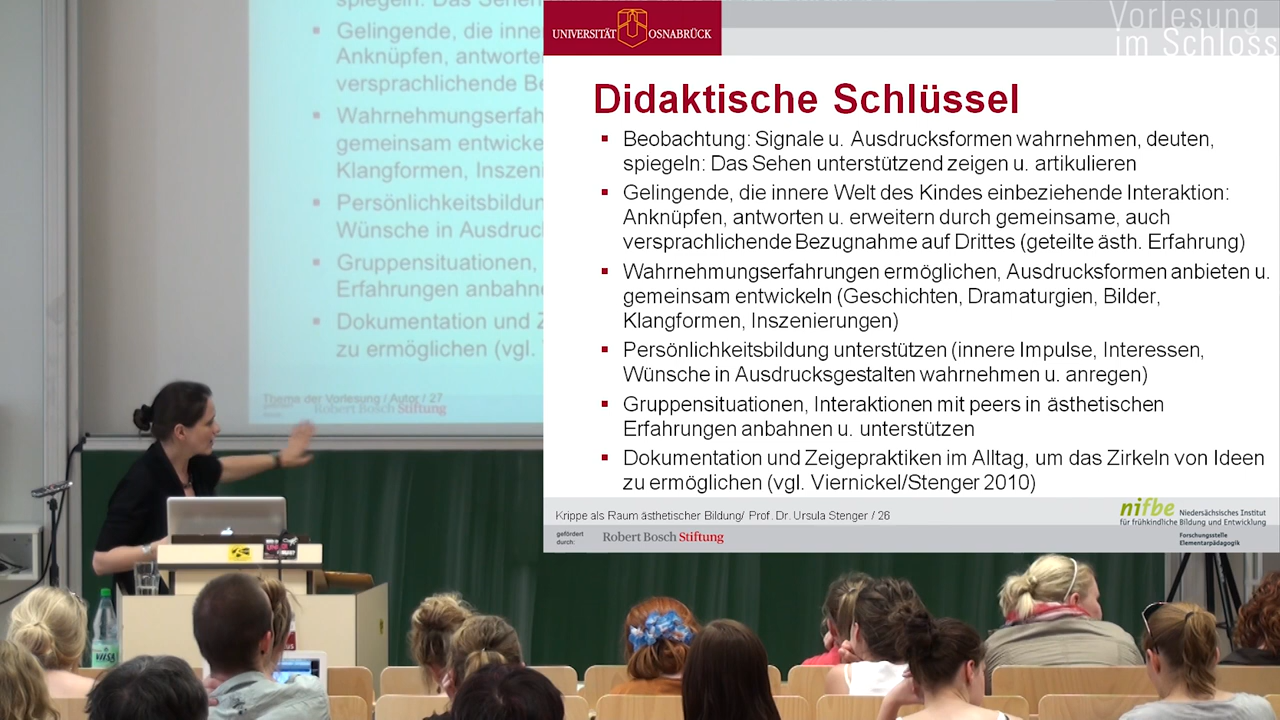 spiegeln: Das Sehen
Gelingende, die inne
Anknüpfen, antworte
versprachlichende Be
Wahrnehmungserfah
gemeinsam entwicke
Klangformen, Inszeni
Persönlichkeitsbildun
Wünsche in Ausdruc
Gruppensituationen,
Erfahrungen anbahne
Dokumentation und Z
zu ermöglichen (vgl.
Thema der Vorlesung / Autor / 27
Robert Bosch Stiftung
UNIVERSITÄT OSNABRÜCK
Vorlesung
im Schloss
Didaktische Schlüssel
▪ Beobachtung: Signale u. Ausdrucksformen wahrnehmen, deuten,
spiegeln: Das Sehen unterstützend zeigen u. artikulieren
▪ Gelingende, die innere Welt des Kindes einbeziehende Interaktion:
Anknüpfen, antworten u. erweitern durch gemeinsame, auch
versprachlichende Bezugnahme auf Drittes (geteilte ästh. Erfahrung)
▪ Wahrnehmungserfahrungen ermöglichen, Ausdrucksformen anbieten u.
gemeinsam entwickeln (Geschichten, Dramaturgien, Bilder,
Klangformen, Inszenierungen)
▪ Persönlichkeitsbildung unterstützen (innere Impulse, Interessen,
Wünsche in Ausdrucksgestalten wahrnehmen u. anregen)
▪ Gruppensituationen, Interaktionen mit peers in ästhetischen
Erfahrungen anbahnen u. unterstützen
▪ Dokumentation und Zeigepraktiken im Alltag, um das Zirkeln von Ideen
zu ermöglichen (vgl. Viernickel/Stenger 2010)
Krippe als Raum ästhetischer Bildung/ Prof. Dr. Ursula Stenger / 26
gefördert
durch:
Robert Bosch Stiftung
nifbe Niedersächsisches Institut
für frühkindliche Bildung und Entwicklung
Forschungsstelle
Elementarpädagogik